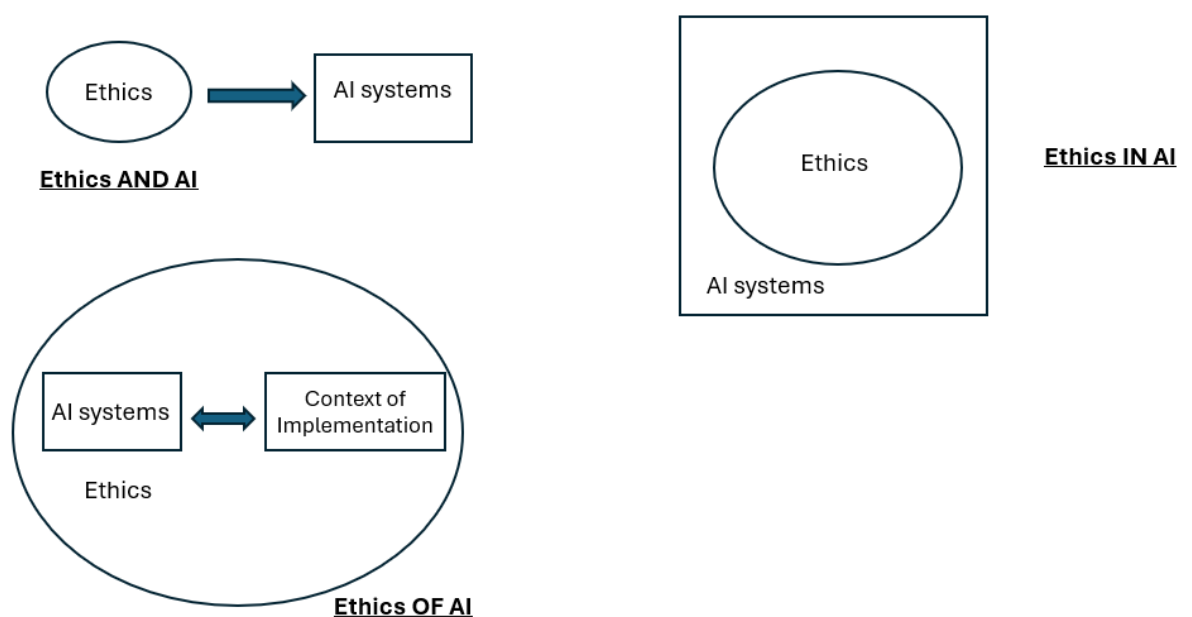 Ethics
AI systems
Ethics AND AI
Ethics
AI systems
Ethics IN AI
AI systems
Context of
Implementation
Ethics
Ethics OF AI